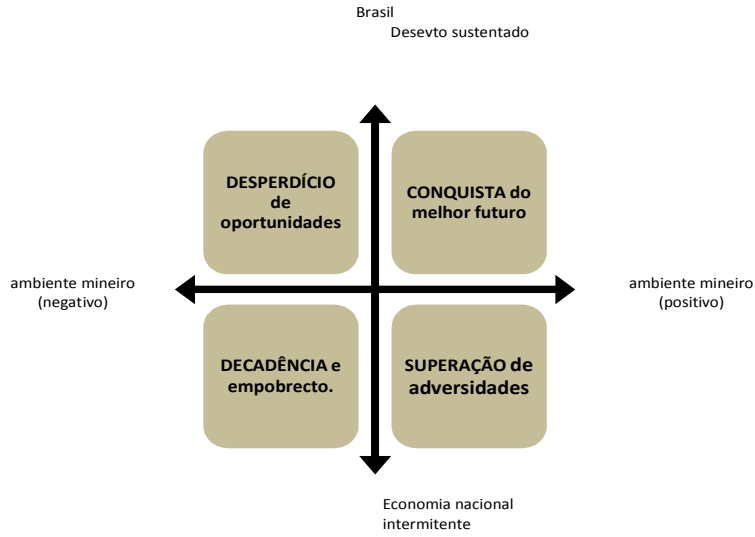 Brasil
Desevto sustentado
DESPERDÍCIO
de
oportunidades
CONQUISTA do
melhor futuro
ambiente mineiro
(negativo)
ambiente mineiro
(positivo)
DECADÊNCIA e
empobrecto.
SUPERAÇÃO de
adversidades
Economia nacional
intermitente